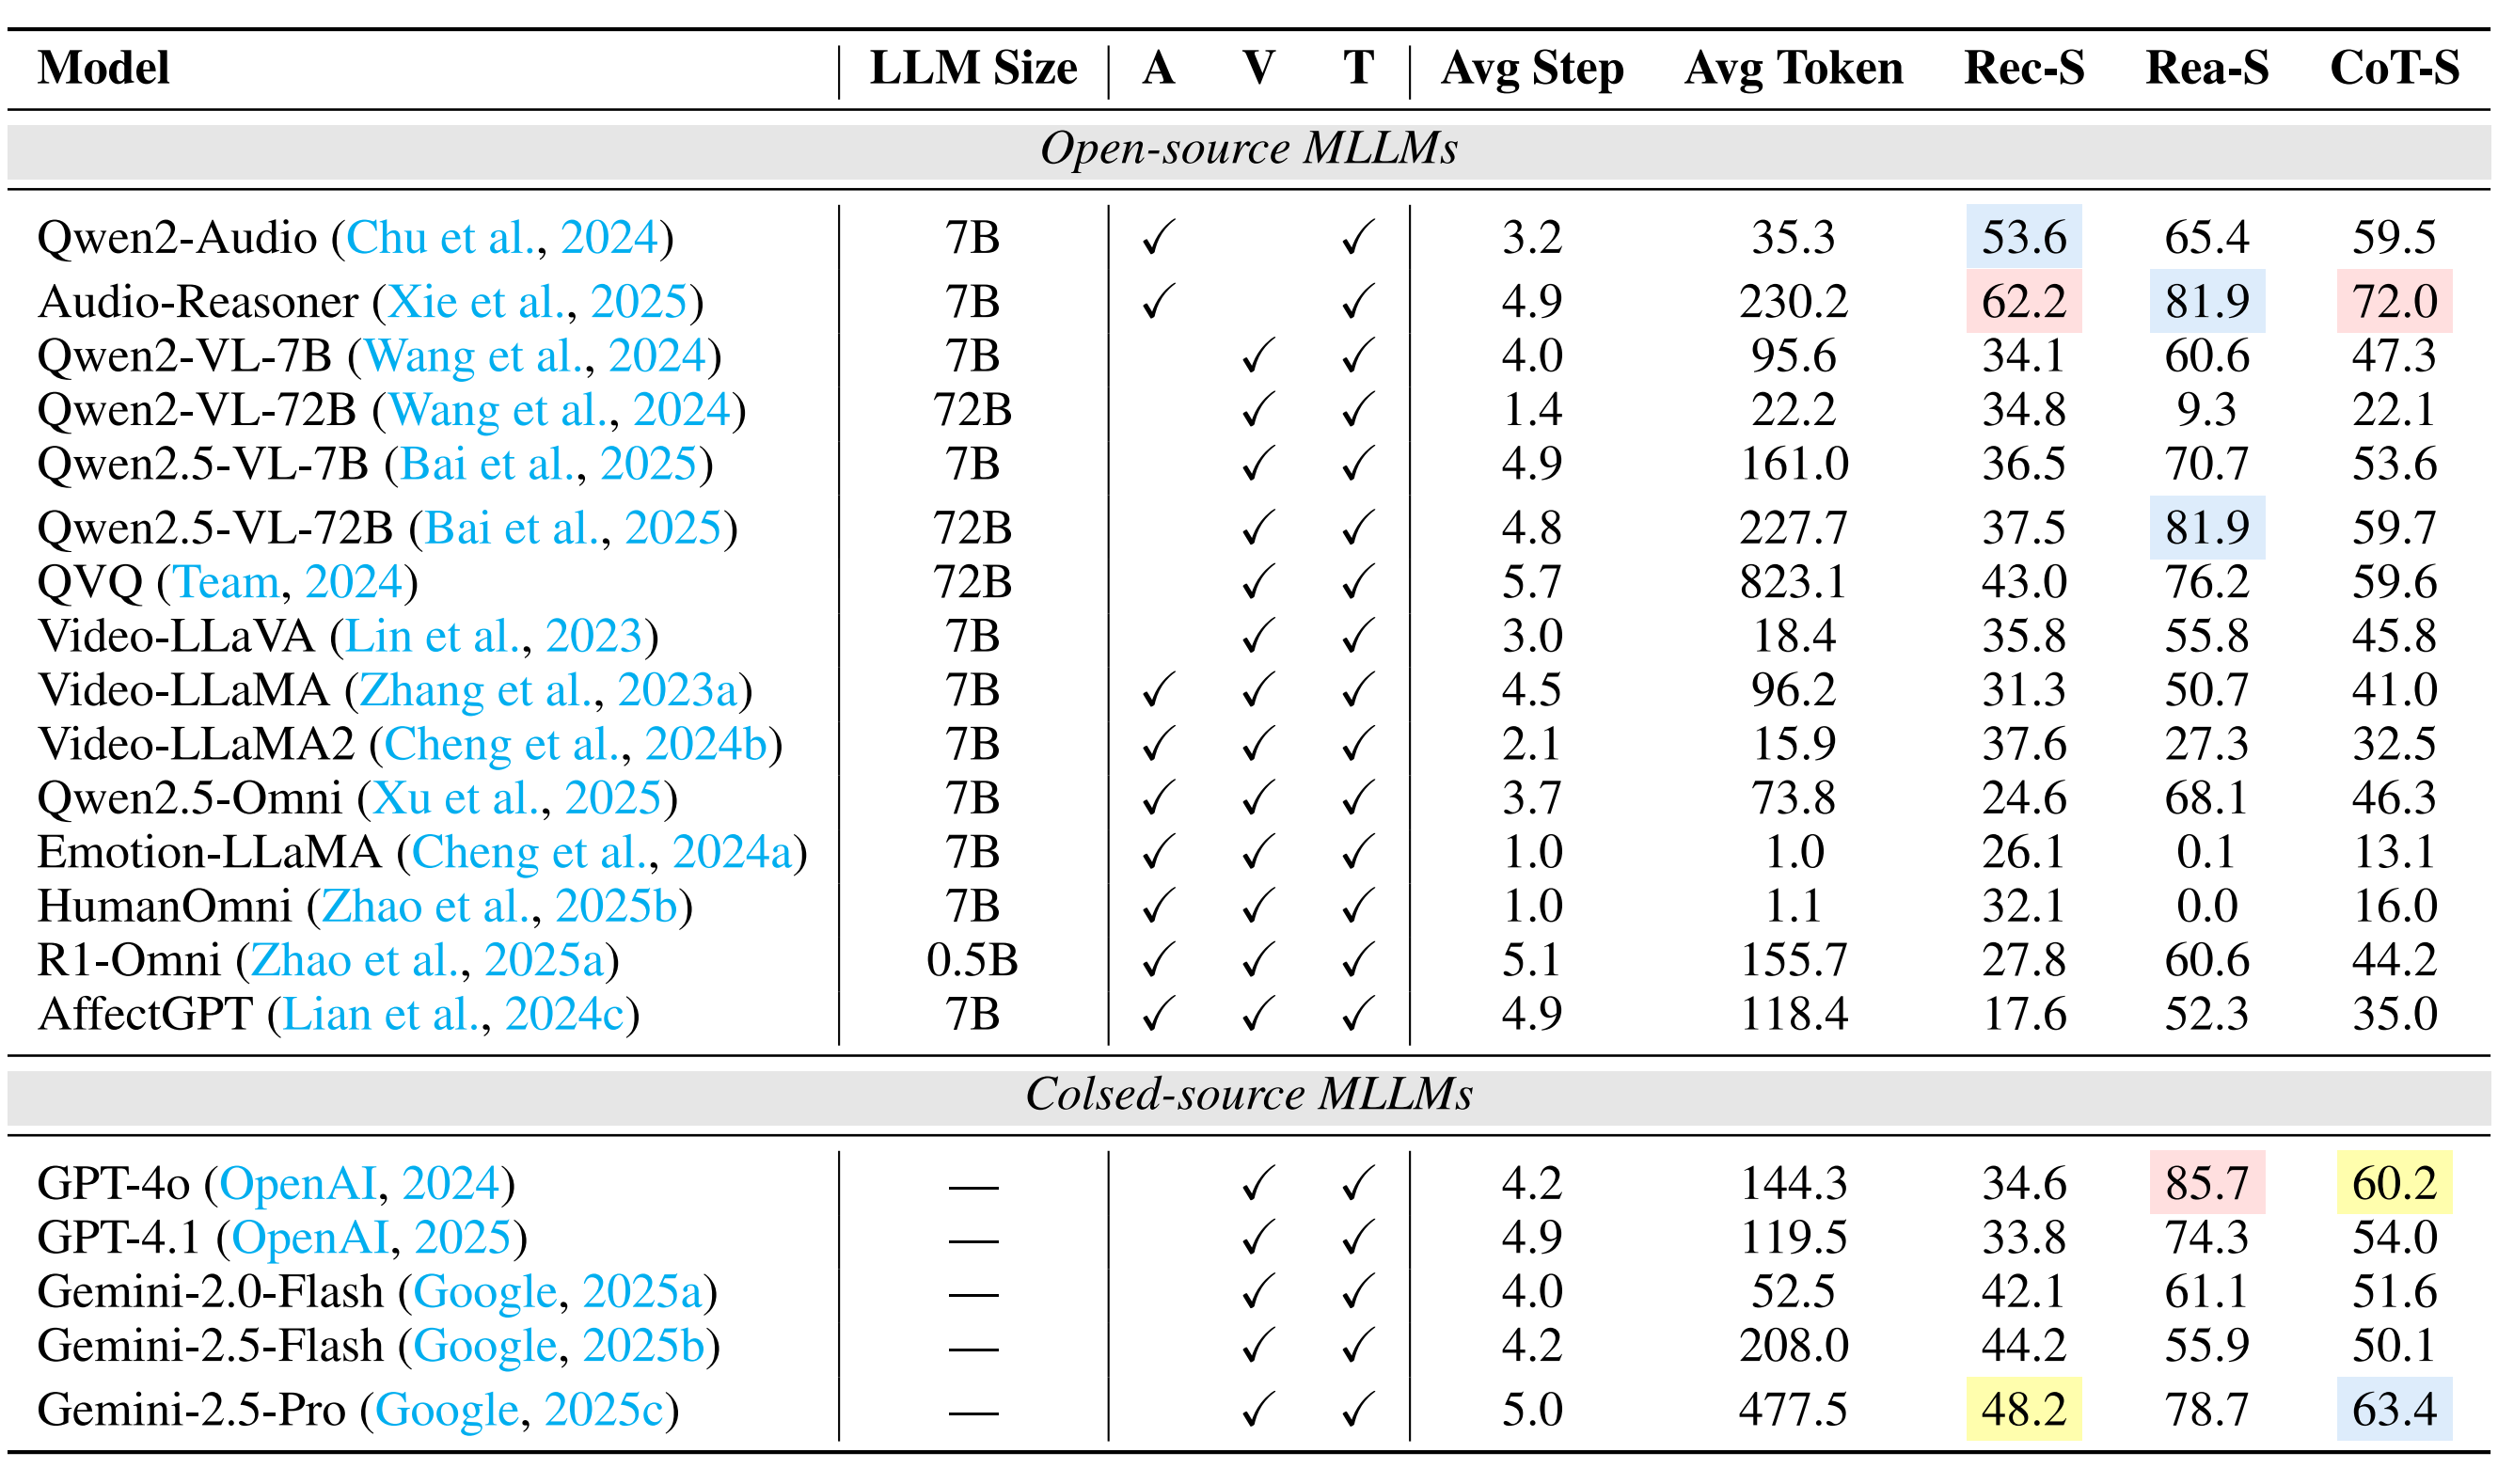 Model LLM Size A V T Avg Step Avg Token Rec-S Rea-S CoT-S
Open-source MLLMs
Qwen2-Audio (Chu et al., 2024) 7B ✓ ✓ 3.2 35.3 53.6 65.4 59.5
Audio-Reasoner (Xie et al., 2025) 7B ✓ ✓ 4.9 230.2 62.2 81.9 72.0
Qwen2-VL-7B (Wang et al., 2024) 7B ✓ ✓ 4.0 95.6 34.1 60.6 47.3
Qwen2-VL-72B (Wang et al., 2024) 72B ✓ ✓ 1.4 22.2 34.8 9.3 22.1
Qwen2.5-VL-7B (Bai et al., 2025) 7B ✓ ✓ 4.9 161.0 36.5 70.7 53.6
Qwen2.5-VL-72B (Bai et al., 2025) 72B ✓ ✓ 4.8 227.7 37.5 81.9 59.7
QVQ (Team, 2024) 72B ✓ ✓ 5.7 823.1 43.0 76.2 59.6
Video-LLaVA (Lin et al., 2023) 7B ✓ ✓ 3.0 18.4 35.8 55.8 45.8
Video-LLaMA (Zhang et al., 2023a) 7B ✓ ✓ ✓ 4.5 96.2 31.3 50.7 41.0
Video-LLaMA2 (Cheng et al., 2024b) 7B ✓ ✓ ✓ 2.1 15.9 37.6 27.3 32.5
Qwen2.5-Omni (Xu et al., 2025) 7B ✓ ✓ ✓ 3.7 73.8 24.6 68.1 46.3
Emotion-LLaMA (Cheng et al., 2024a) 7B ✓ ✓ ✓ 1.0 1.0 26.1 0.1 13.1
HumanOmni (Zhao et al., 2025b) 7B ✓ ✓ ✓ 1.0 1.1 32.1 0.0 16.0
R1-Omni (Zhao et al., 2025a) 0.5B ✓ ✓ ✓ 5.1 155.7 27.8 60.6 44.2
AffectGPT (Lian et al., 2024c) 7B ✓ ✓ ✓ 4.9 118.4 17.6 52.3 35.0
Colsed-source MLLMs
GPT-4o (OpenAI, 2024) — ✓ ✓ 4.2 144.3 34.6 85.7 60.2
GPT-4.1 (OpenAI, 2025) — ✓ ✓ 4.9 119.5 33.8 74.3 54.0
Gemini-2.0-Flash (Google, 2025a) — ✓ ✓ 4.0 52.5 42.1 61.1 51.6
Gemini-2.5-Flash (Google, 2025b) — ✓ ✓ 4.2 208.0 44.2 55.9 50.1
Gemini-2.5-Pro (Google, 2025c) — ✓ ✓ 5.0 477.5 48.2 78.7 63.4